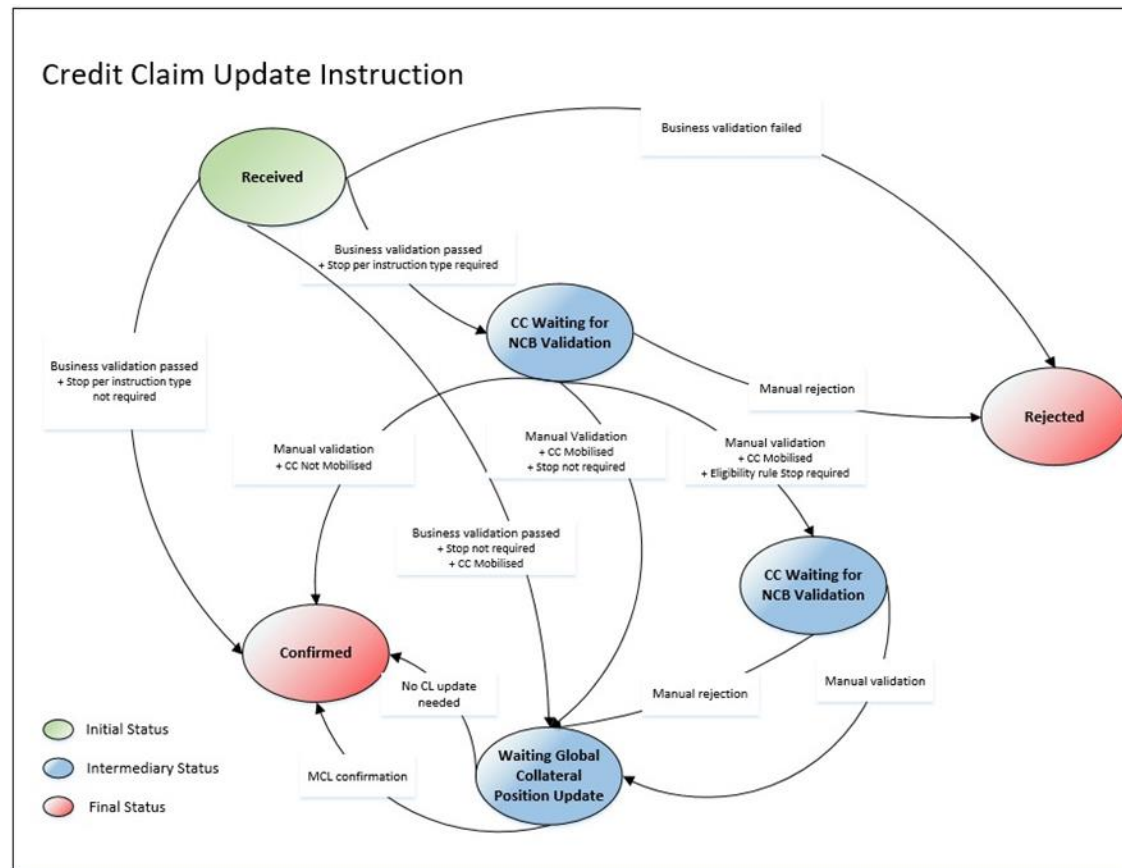 Credit Claim Update Instruction
Business validation failed
Received
Business validation passed
+ Stop per instruction type required
CC Waiting for
NCB Validation
Business validation passed
+ Stop per instruction type
not required
Manual rejection
Rejected
Manual validation
+ CC Not Mobilised
Manual Validation
+ CC Mobilised
+ Stop not required
Manual validation
+ CC Mobilised
+ Eligibility rule Stop required
Business validation passed
+ Stop not required
+ CC Mobilised
CC Waiting for
NCB Validation
Confirmed
No CL update
needed
Manual rejection
Manual validation
Waiting Global
Collateral
Position Update
MCL confirmation
Initial Status
Intermediary Status
Final Status